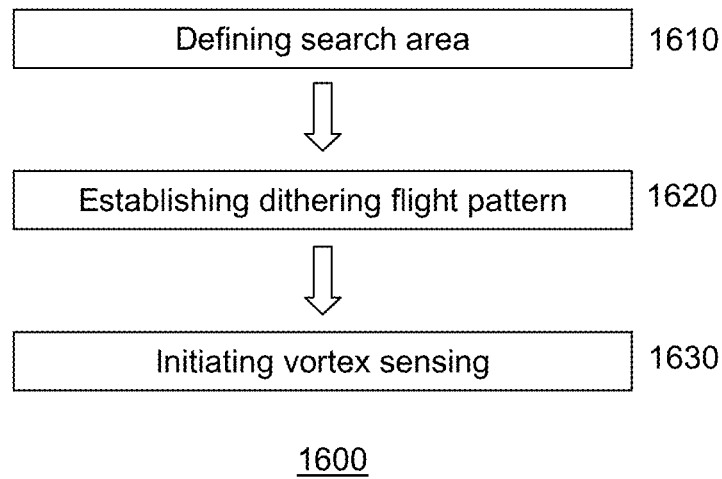 Defining search area 1610
Establishing dithering flight pattern 1620
Initiating vortex sensing 1630
1600